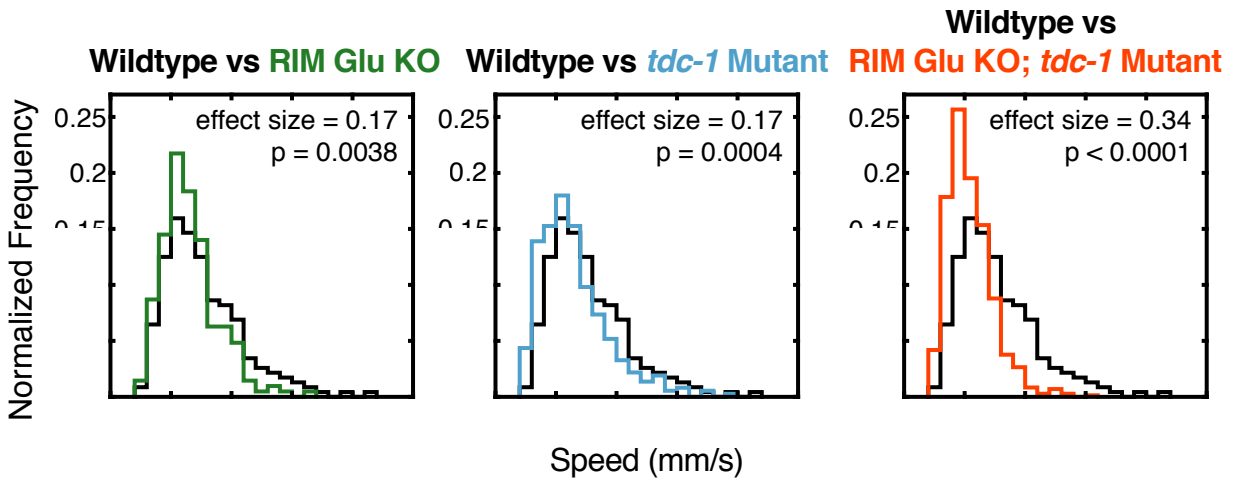 Wildtype vs RIM Glu KO
Wildtype vs tdc-1 Mutant
Wildtype vs
RIM Glu KO; tdc-1 Mutant
Normalized Frequency
0.25
0.2
effect size = 0.17
p = 0.0038
0.25
0.2
effect size = 0.17
p = 0.0004
0.25
0.2
effect size = 0.34
p < 0.0001
Speed (mm/s)